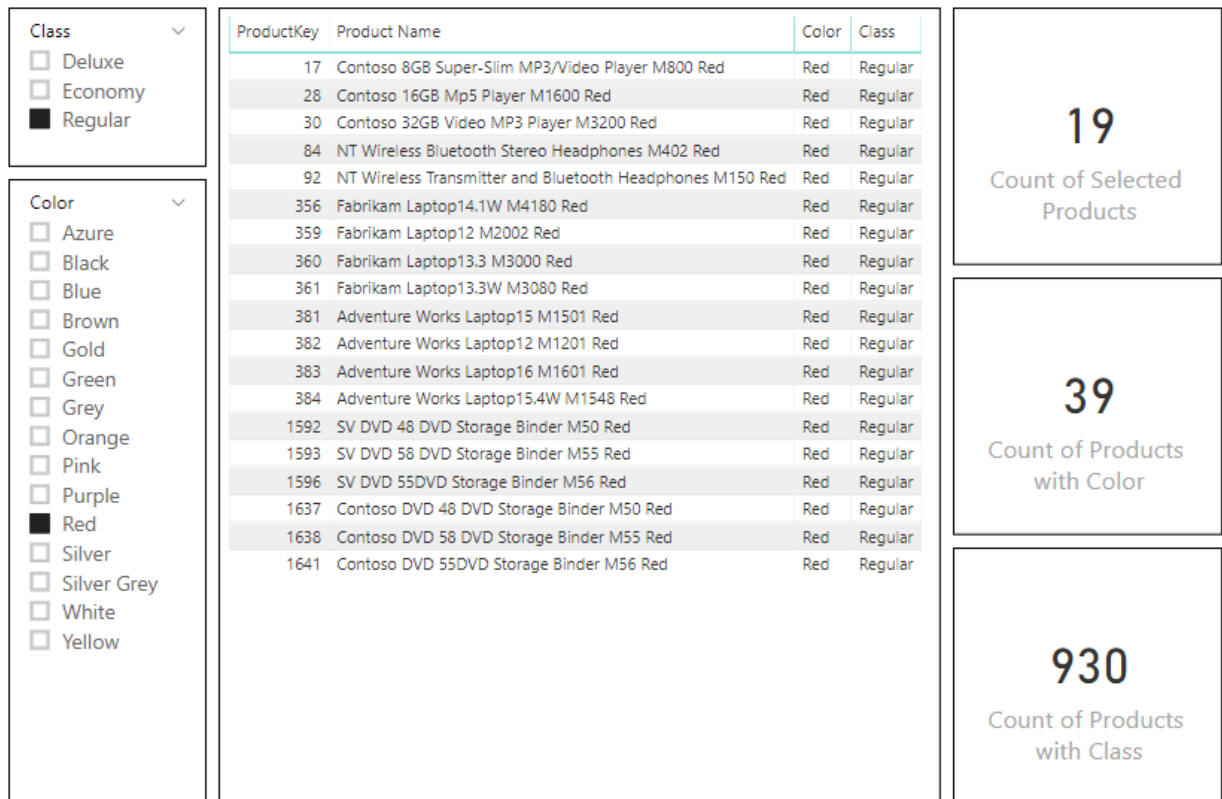 Class
Deluxe
Economy
Regular
Color
Azure
Black
Blue
Brown
Gold
Green
Grey
Orange
Pink
Purple
Red
Silver
Silver Grey
White
Yellow
ProductKey Product Name Color Class
17 Contoso 8GB Super-Slim MP3/Video Player M800 Red Red Regular
28 Contoso 16GB Mp5 Player M1600 Red Red Regular
30 Contoso 32GB Video MP3 Player M3200 Red Red Regular
84 NT Wireless Bluetooth Stereo Headphones M402 Red Red Regular
92 NT Wireless Transmitter and Bluetooth Headphones M150 Red Red Regular
356 Fabrikam Laptop14.1W M4180 Red Red Regular
359 Fabrikam Laptop12 M2002 Red Red Regular
360 Fabrikam Laptop13.3 M3000 Red Red Regular
361 Fabrikam Laptop13.3W M3080 Red Red Regular
381 Adventure Works Laptop15 M1501 Red Red Regular
382 Adventure Works Laptop12 M1201 Red Red Regular
383 Adventure Works Laptop16 M1601 Red Red Regular
384 Adventure Works Laptop15.4W M1548 Red Red Regular
1592 SV DVD 48 DVD Storage Binder M50 Red Red Regular
1593 SV DVD 58 DVD Storage Binder M55 Red Red Regular
1596 SV DVD 55DVD Storage Binder M56 Red Red Regular
1637 Contoso DVD 48 DVD Storage Binder M50 Red Red Regular
1638 Contoso DVD 58 DVD Storage Binder M55 Red Red Regular
1641 Contoso DVD 55DVD Storage Binder M56 Red Red Regular
19
Count of Selected
Products
39
Count of Products
with Color
930
Count of Products
with Class